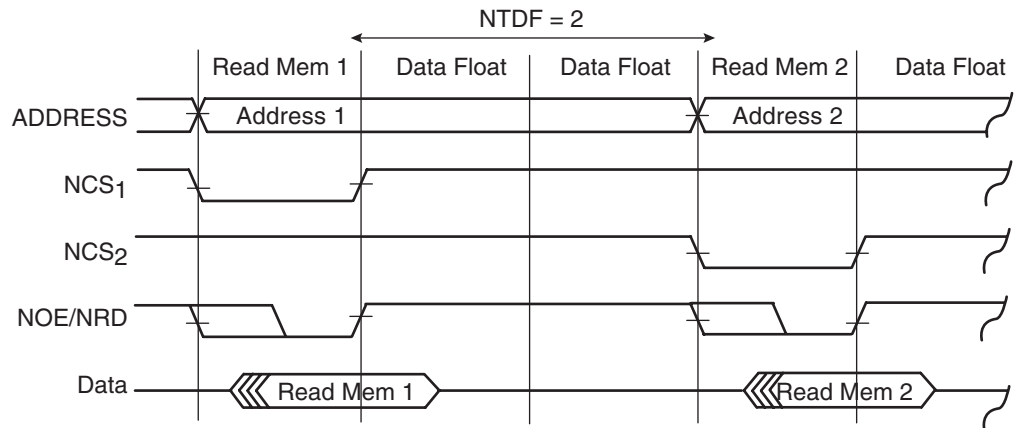 NTDF = 2
Read Mem 1 Data Float Data Float Read Mem 2 Data Float
ADDRESS Address 1 Address 2
NCS1
NCS2
NOE/NRD
Data Read Mem 1 Read Mem 2